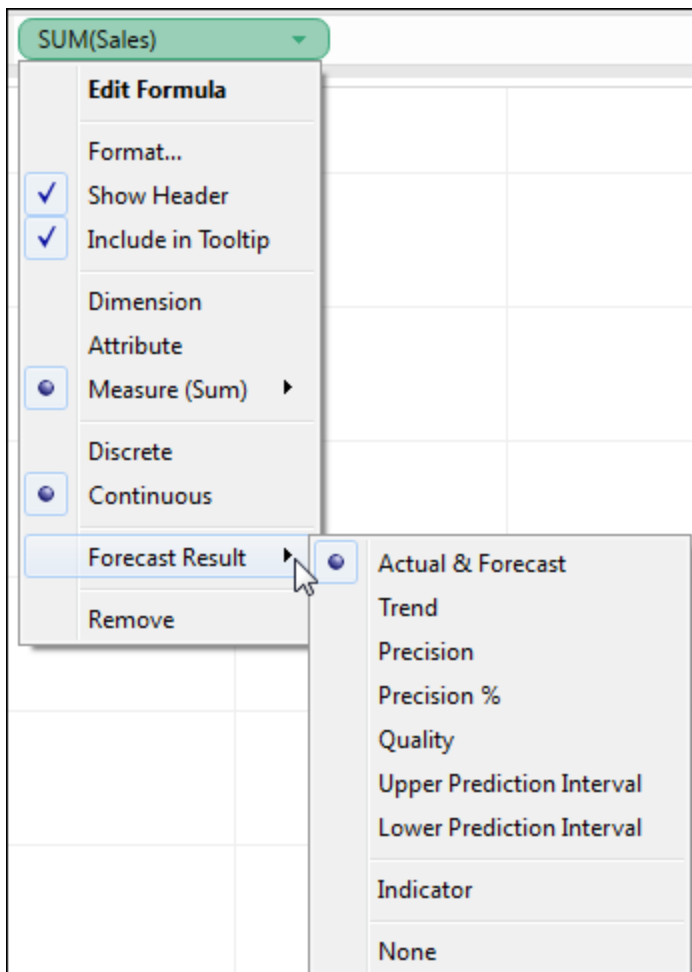 SUM(Sales)
Edit Formula
Format...
Show Header
Include in Tooltip
Dimension
Attribute
Measure (Sum)
Discrete
Continuous
Forecast Result
Remove
Actual & Forecast
Trend
Precision
Precision %
Quality
Upper Prediction Interval
Lower Prediction Interval
Indicator
None